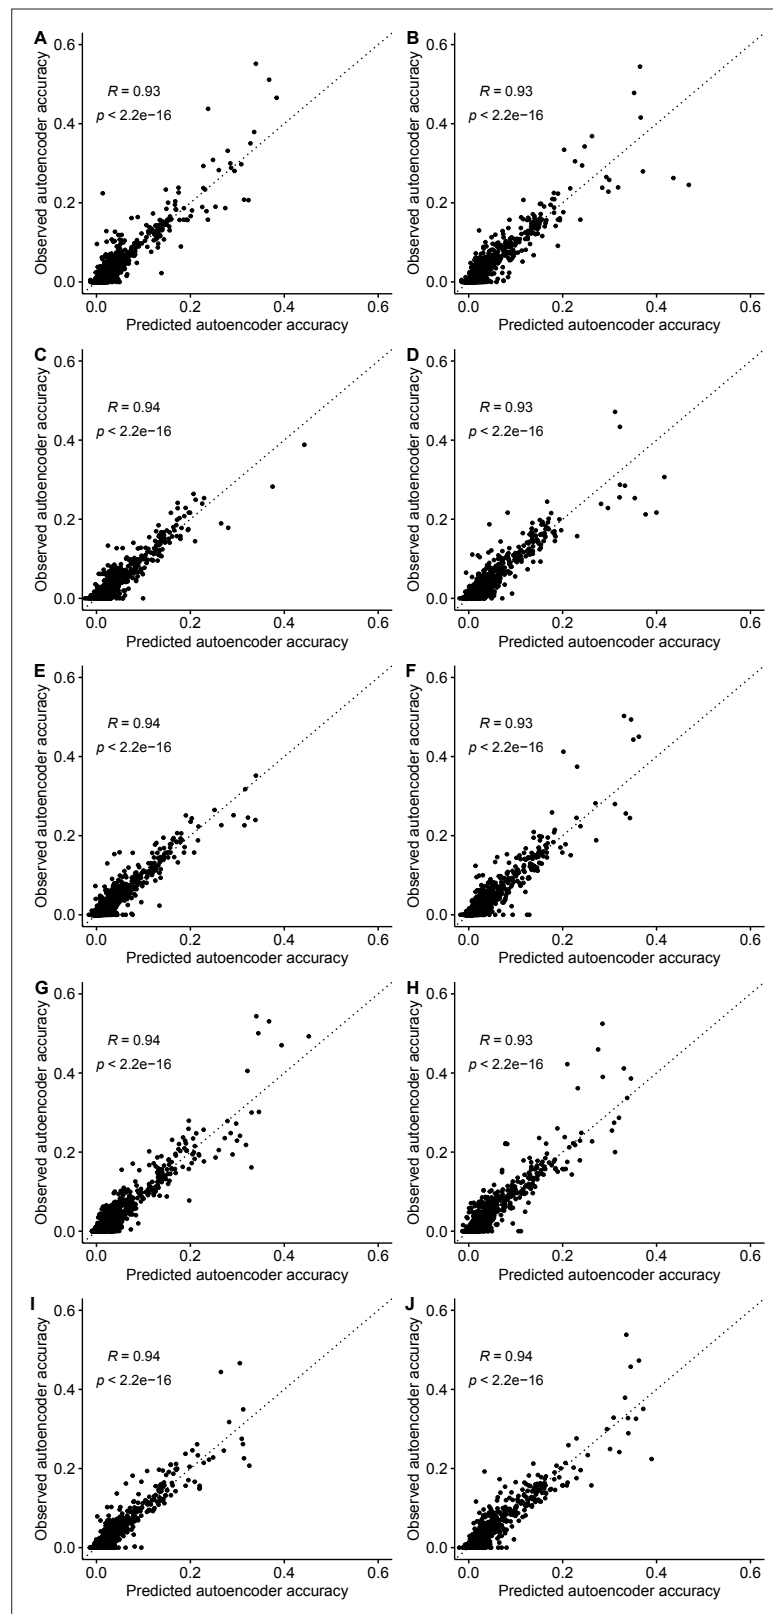 A
Observed autoencoder accuracy
0.6
0.4
0.2
0.0
R = 0.93
p < 2.2e−16
0.0 0.2 0.4 0.6
Predicted autoencoder accuracy
B
Observed autoencoder accuracy
0.6
0.4
0.2
0.0
R = 0.93
p < 2.2e−16
0.0 0.2 0.4 0.6
Predicted autoencoder accuracy
C
Observed autoencoder accuracy
0.6
0.4
0.2
0.0
R = 0.94
p < 2.2e−16
0.0 0.2 0.4 0.6
Predicted autoencoder accuracy
D
Observed autoencoder accuracy
0.6
0.4
0.2
0.0
R = 0.93
p < 2.2e−16
0.0 0.2 0.4 0.6
Predicted autoencoder accuracy
E
Observed autoencoder accuracy
0.6
0.4
0.2
0.0
R = 0.94
p < 2.2e−16
0.0 0.2 0.4 0.6
Predicted autoencoder accuracy
F
Observed autoencoder accuracy
0.6
0.4
0.2
0.0
R = 0.93
p < 2.2e−16
0.0 0.2 0.4 0.6
Predicted autoencoder accuracy
G
Observed autoencoder accuracy
0.6
0.4
0.2
0.0
R = 0.94
p < 2.2e−16
0.0 0.2 0.4 0.6
Predicted autoencoder accuracy
H
Observed autoencoder accuracy
0.6
0.4
0.2
0.0
R = 0.93
p < 2.2e−16
0.0 0.2 0.4 0.6
Predicted autoencoder accuracy
I
Observed autoencoder accuracy
0.6
0.4
0.2
0.0
R = 0.94
p < 2.2e−16
0.0 0.2 0.4 0.6
Predicted autoencoder accuracy
J
Observed autoencoder accuracy
0.6
0.4
0.2
0.0
R = 0.94
p < 2.2e−16
0.0 0.2 0.4 0.6
Predicted autoencoder accuracy